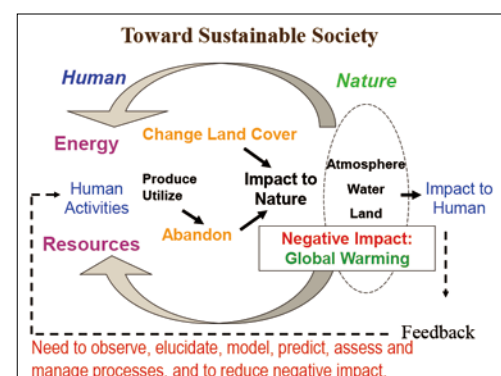 Toward Sustainable Society
Human
Nature
Energy
Change Land Cover
Human
Activities
Produce
Utilize
Impact to
Nature
Atmosphere
Water
Land
Impact to
Human
Abandon
Resources
Negative Impact:
Global Warming
Feedback
Need to observe, elucidate, model, predict, assess and
manage processes, and to reduce negative impact.